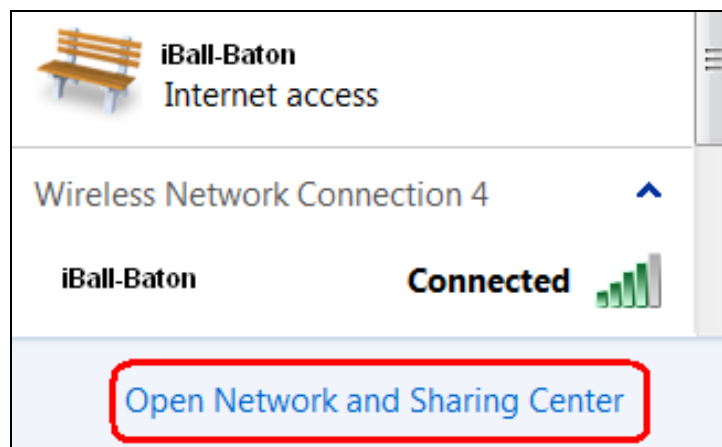 iBall-Baton
Internet access
Wireless Network Connection 4
iBall-Baton Connected
Open Network and Sharing Center